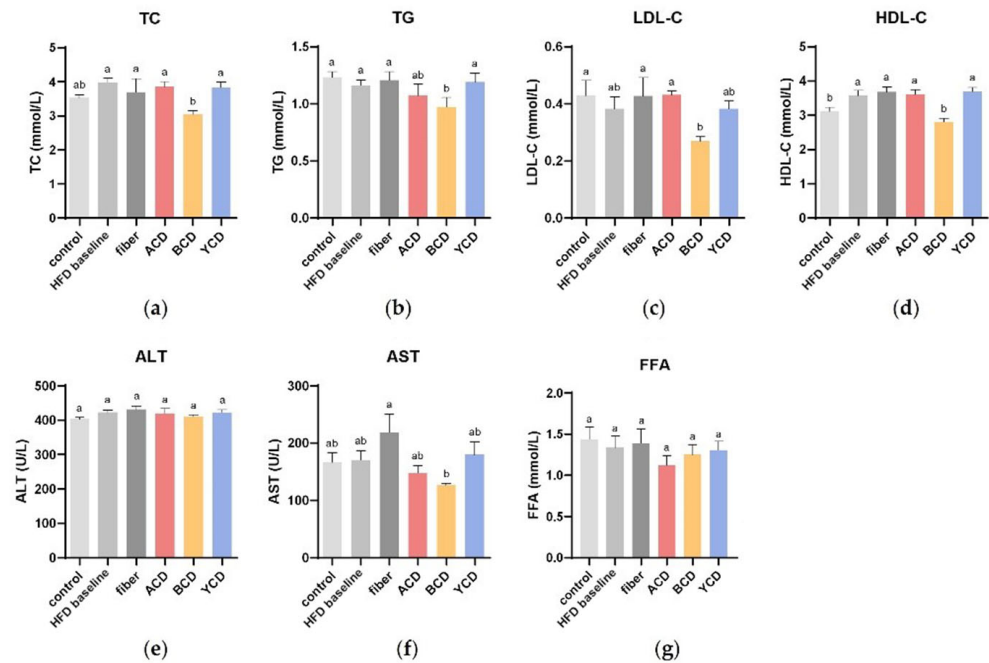 TC
TC (mmol/L)
5
4
3
2
1
0
ab
a
a
a
b
a
control
HFD baseline
fiber
ACD
BCD
YCD
(a)
TG
TG (mmol/L)
1.5
1.0
0.5
0.0
a
a
a
ab
b
a
control
HFD baseline
fiber
ACD
BCD
YCD
(b)
LDL-C
LDL-C (mmol/L)
0.6
0.4
0.2
0.0
a
ab
a
a
b
ab
control
HFD baseline
fiber
ACD
BCD
YCD
(c)
HDL-C
HDL-C (mmol/L)
5
4
3
2
1
0
b
a
a
a
b
a
control
HFD baseline
fiber
ACD
BCD
YCD
(d)
ALT
ALT (U/L)
500
400
300
200
100
0
a
a
a
a
a
a
control
HFD baseline
fiber
ACD
BCD
YCD
(e)
AST
AST (U/L)
300
200
100
0
ab
ab
a
ab
b
ab
control
HFD baseline
fiber
ACD
BCD
YCD
(f)
FFA
FFA (mmol/L)
2.0
1.5
1.0
0.5
0.0
a
a
a
a
a
a
control
HFD baseline
fiber
ACD
BCD
YCD
(g)